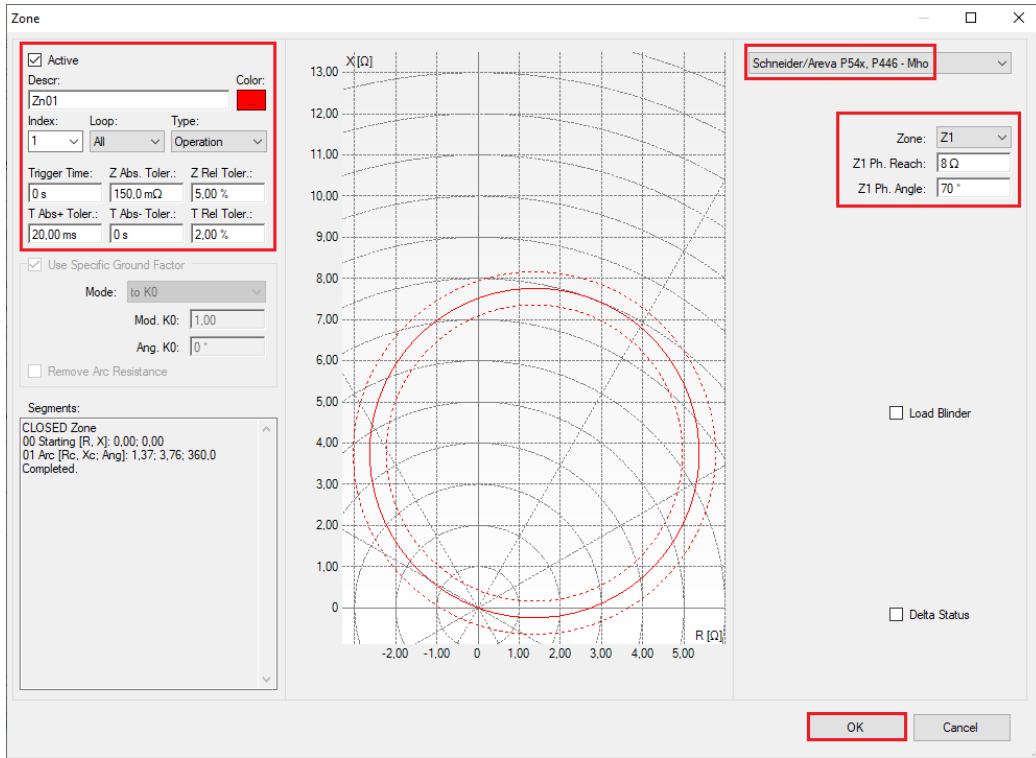 Zone
Active
Descr: Color:
Zn01 ...
Index: Loop: Type:
1 All Operation
Trigger Time: Z Abs. Toler.: Z Rel Toler.:
0 s 150,0 mΩ 5,00 %
T Abs+ Toler.: T Abs- Toler.: T Rel Toler.:
20,00 ms 0 s 2,00 %
Use Specific Ground Factor
Mode: to K0
Mod. K0: 1,00
Ang. K0: 0 °
Remove Arc Resistance
Segments:
CLOSED Zone
00 Starting [R, X]: 0,00; 0,00
01 Arc [Rc, Xc; Ang]: 1,37; 3,76; 360,0
Completed.
X [Ω]
13,00
12,00
11,00
10,00
9,00
8,00
7,00
6,00
5,00
4,00
3,00
2,00
1,00
0
R [Ω]
-2,00 -1,00 0 1,00 2,00 3,00 4,00 5,00
Schneider/Areva P54x, P446 - Mho
Zone: Z1
Z1 Ph. Reach: 8 Ω
Z1 Ph. Angle: 70 °
Load Blinder
Delta Status
OK Cancel